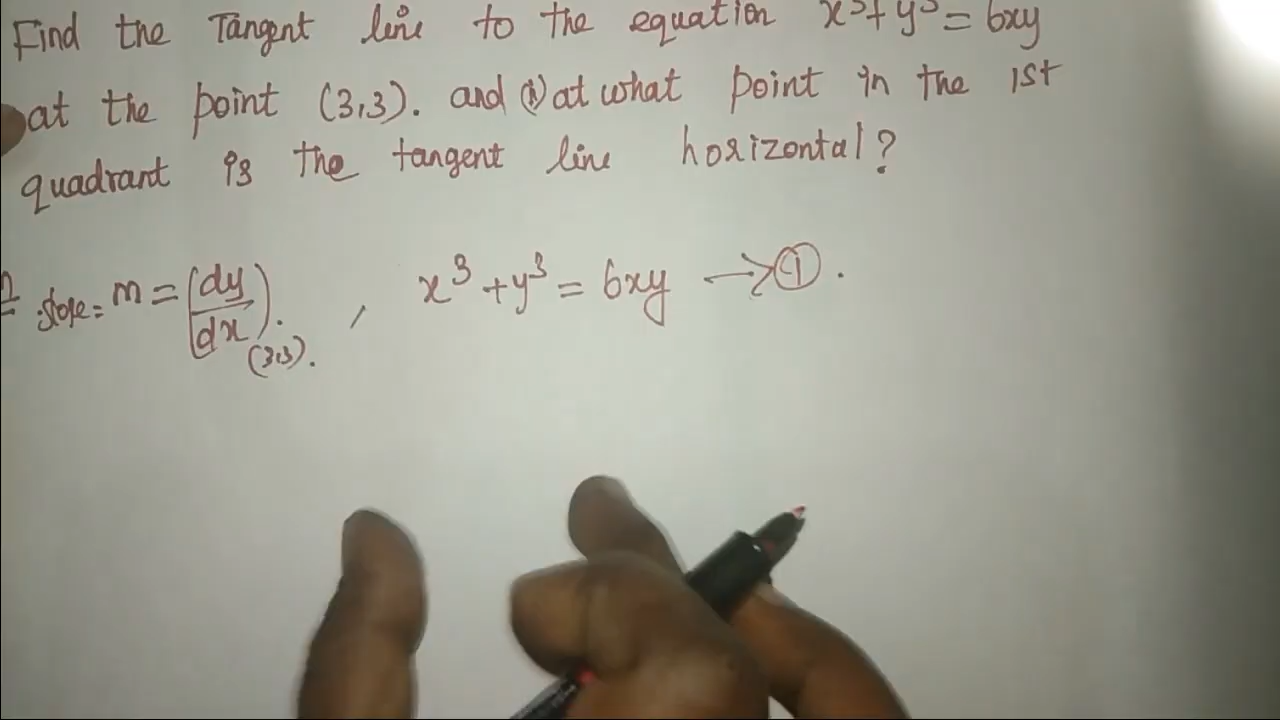 Find the Tangent line to the equation x³+y³=6xy
at the point (3,3). and (ii) at what point in the 1st
quadrant is the tangent line horizontal?
slope = m = (dy/dx)(3,3). , x³+y³ = 6xy → ①.